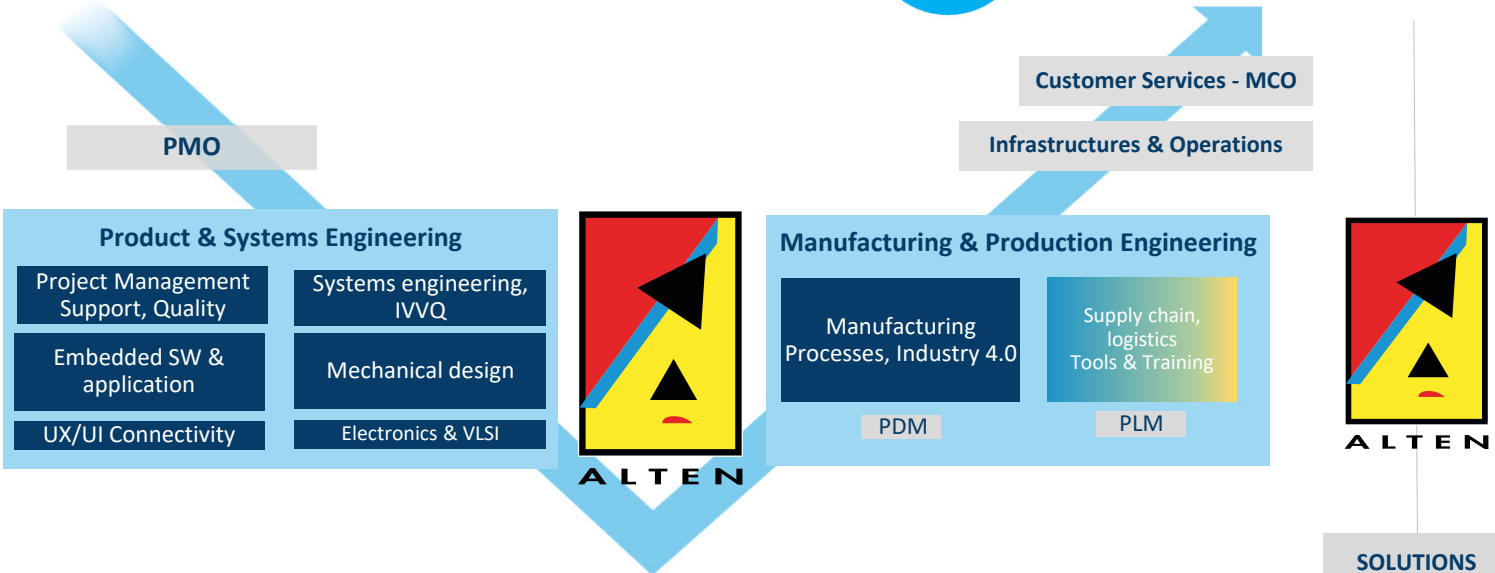 Customer Services - MCO
PMO
Infrastructures & Operations
Product & Systems Engineering
Project Management
Support, Quality
Systems engineering,
IVVQ
Embedded SW &
application
Mechanical design
UX/UI Connectivity
Electronics & VLSI
ALTEN
Manufacturing & Production Engineering
Manufacturing
Processes, Industry 4.0
Supply chain,
logistics
Tools & Training
PDM
PLM
ALTEN
SOLUTIONS